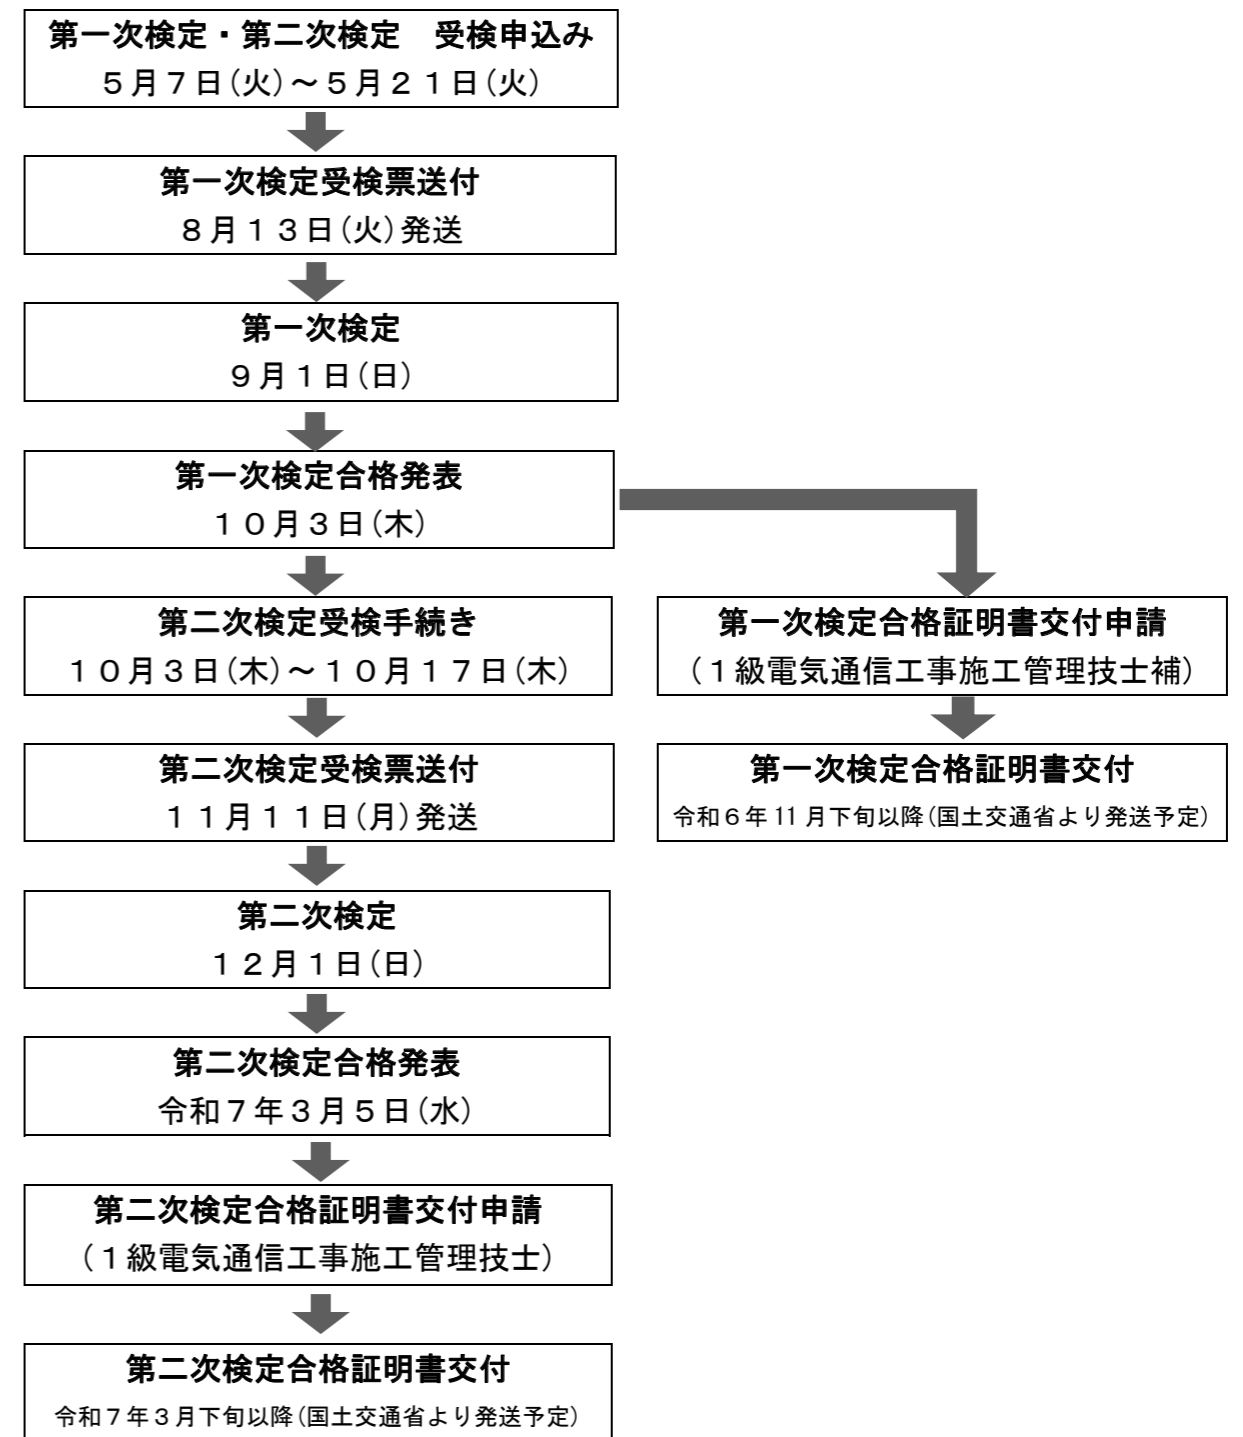 第一次検定・第二次検定　受検申込み
５月７日(火)～５月２１日(火)
第一次検定受検票送付
８月１３日(火)発送
第一次検定
９月１日(日)
第一次検定合格発表
１０月３日(木)
第二次検定受検手続き
１０月３日(木)～１０月１７日(木)
第一次検定合格証明書交付申請
(１級電気通信工事施工管理技士補)
第二次検定受検票送付
１１月１１日(月)発送
第一次検定合格証明書交付
令和６年11月下旬以降(国土交通省より発送予定)
第二次検定
１２月１日(日)
第二次検定合格発表
令和７年３月５日(水)
第二次検定合格証明書交付申請
(１級電気通信工事施工管理技士)
第二次検定合格証明書交付
令和７年３月下旬以降(国土交通省より発送予定)